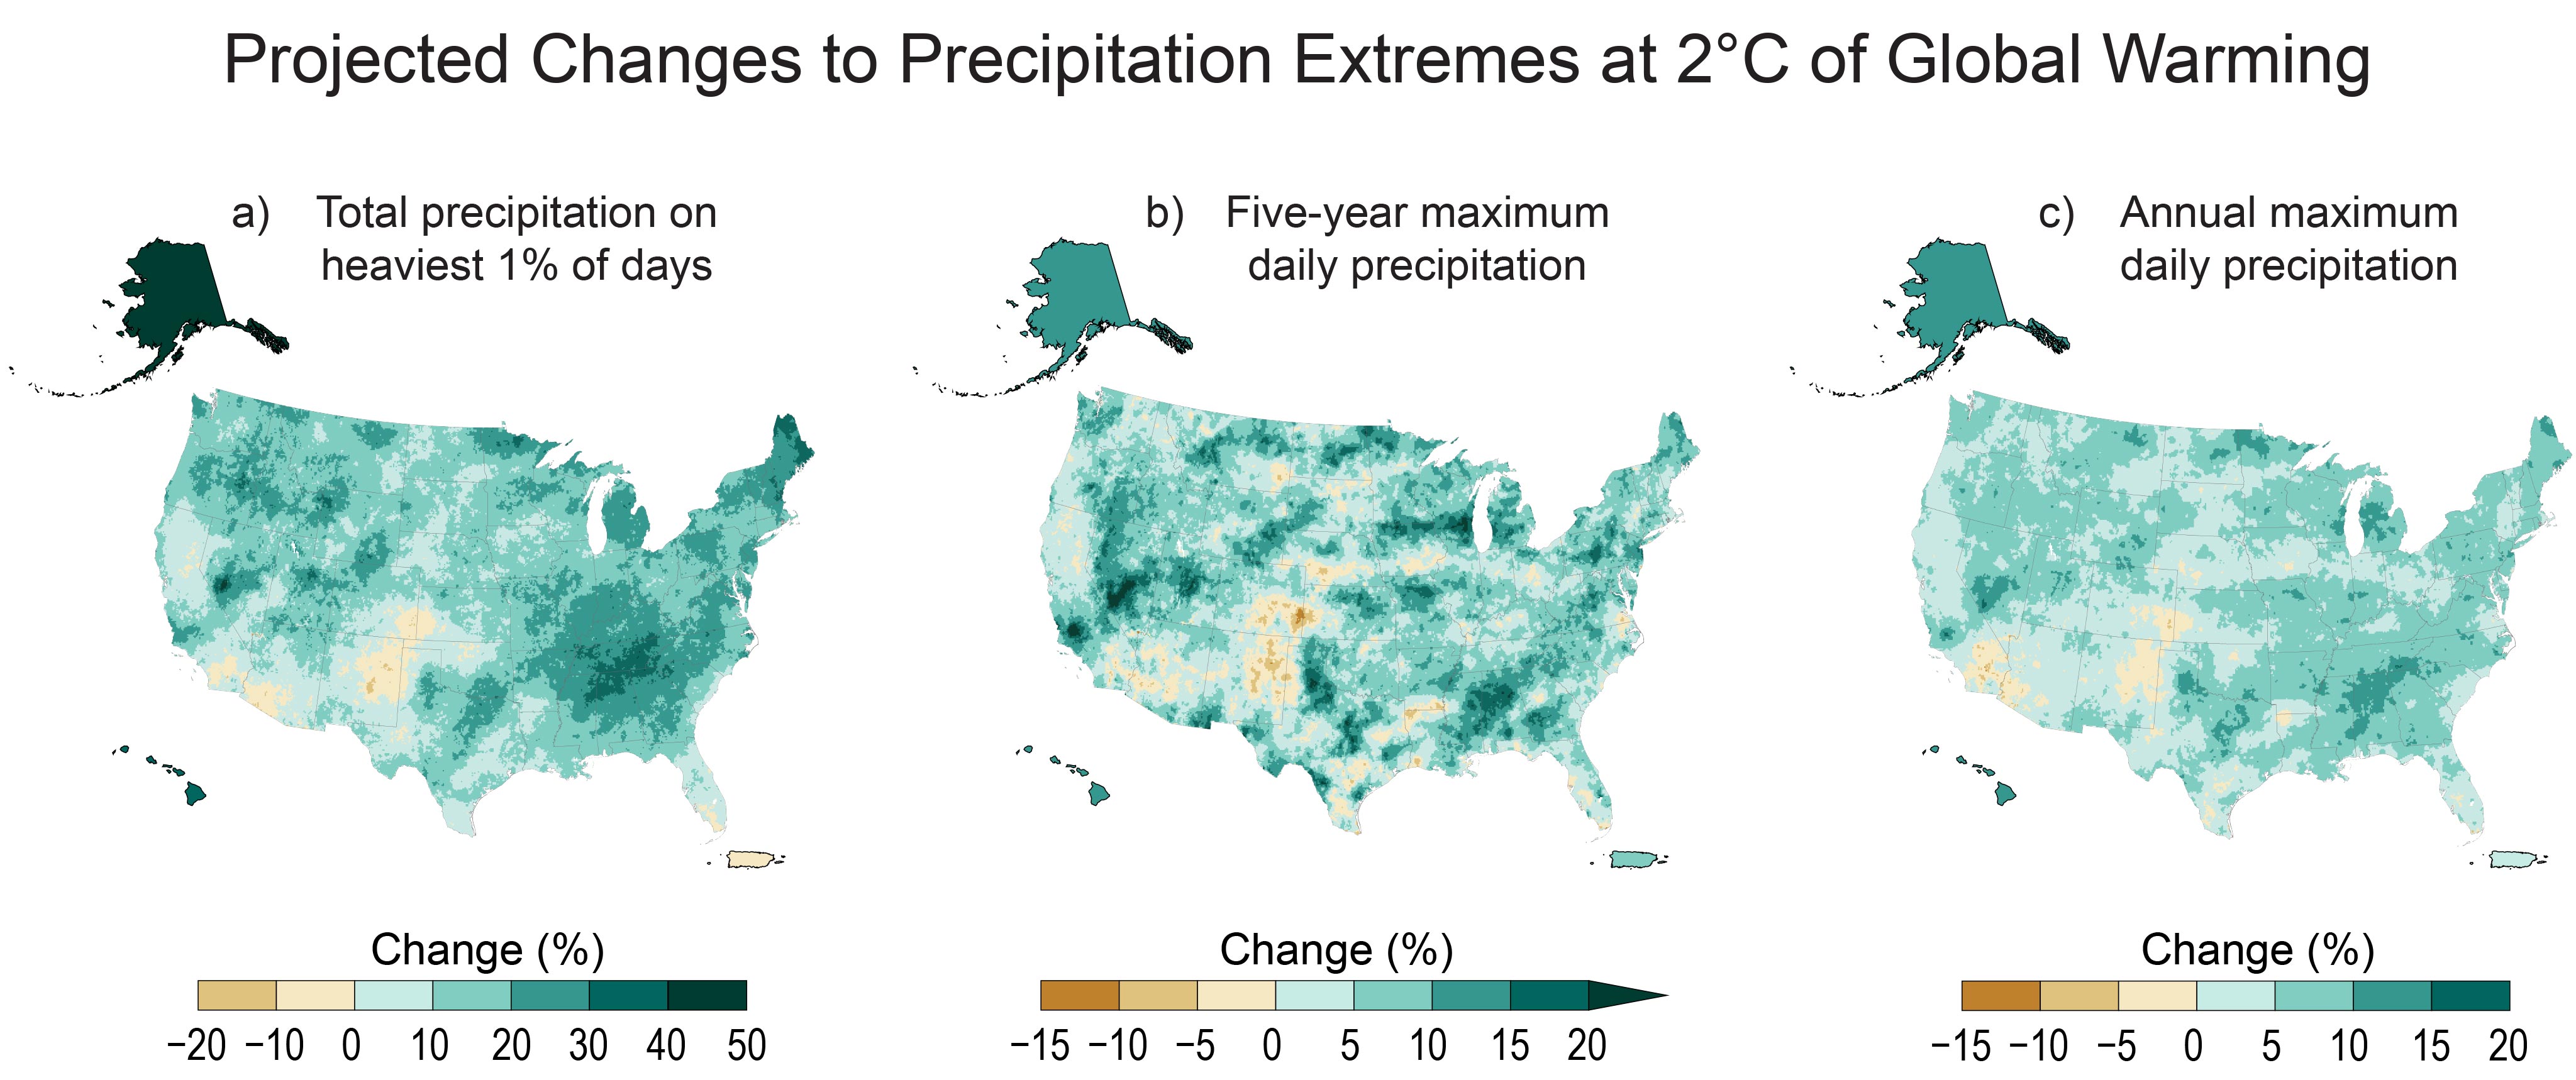 Projected Changes to Precipitation Extremes at 2°C of Global Warming
a) Total precipitation on
heaviest 1% of days
b) Five-year maximum
daily precipitation
c) Annual maximum
daily precipitation
Change (%)
−20 −10 0 10 20 30 40 50
Change (%)
−15 −10 −5 0 5 10 15 20
Change (%)
−15 −10 −5 0 5 10 15 20